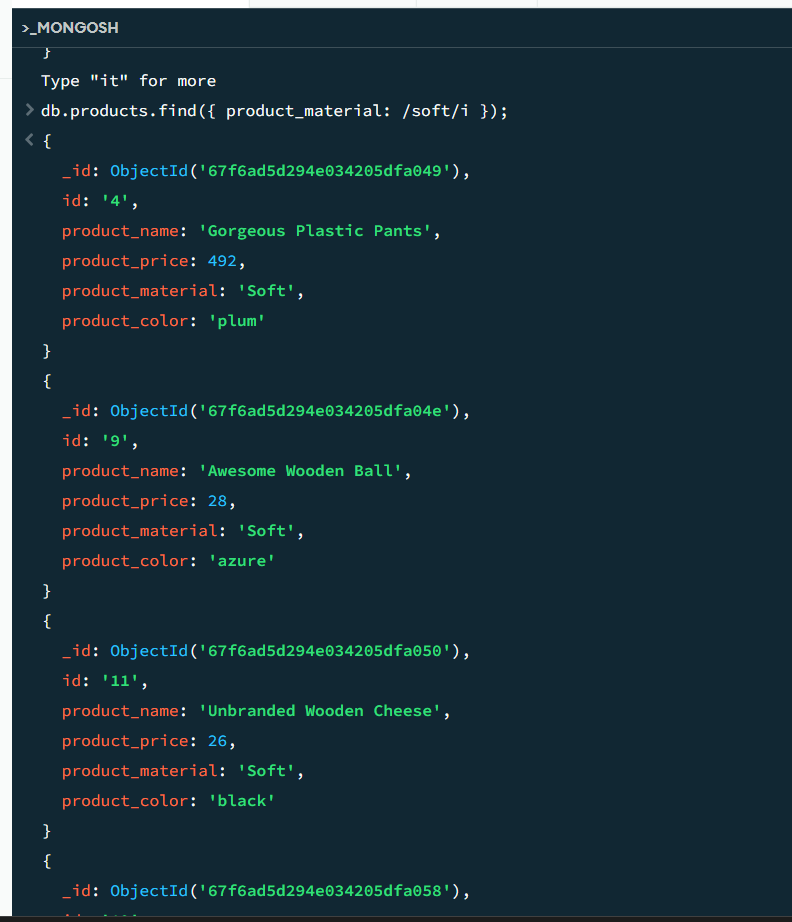 >_MONGOSH
}
Type "it" for more
> db.products.find({ product_material: /soft/i });
< {
_id: ObjectId('67f6ad5d294e034205dfa049'),
id: '4',
product_name: 'Gorgeous Plastic Pants',
product_price: 492,
product_material: 'Soft',
product_color: 'plum'
}
{
_id: ObjectId('67f6ad5d294e034205dfa04e'),
id: '9',
product_name: 'Awesome Wooden Ball',
product_price: 28,
product_material: 'Soft',
product_color: 'azure'
}
{
_id: ObjectId('67f6ad5d294e034205dfa050'),
id: '11',
product_name: 'Unbranded Wooden Cheese',
product_price: 26,
product_material: 'Soft',
product_color: 'black'
}
{
_id: ObjectId('67f6ad5d294e034205dfa058'),